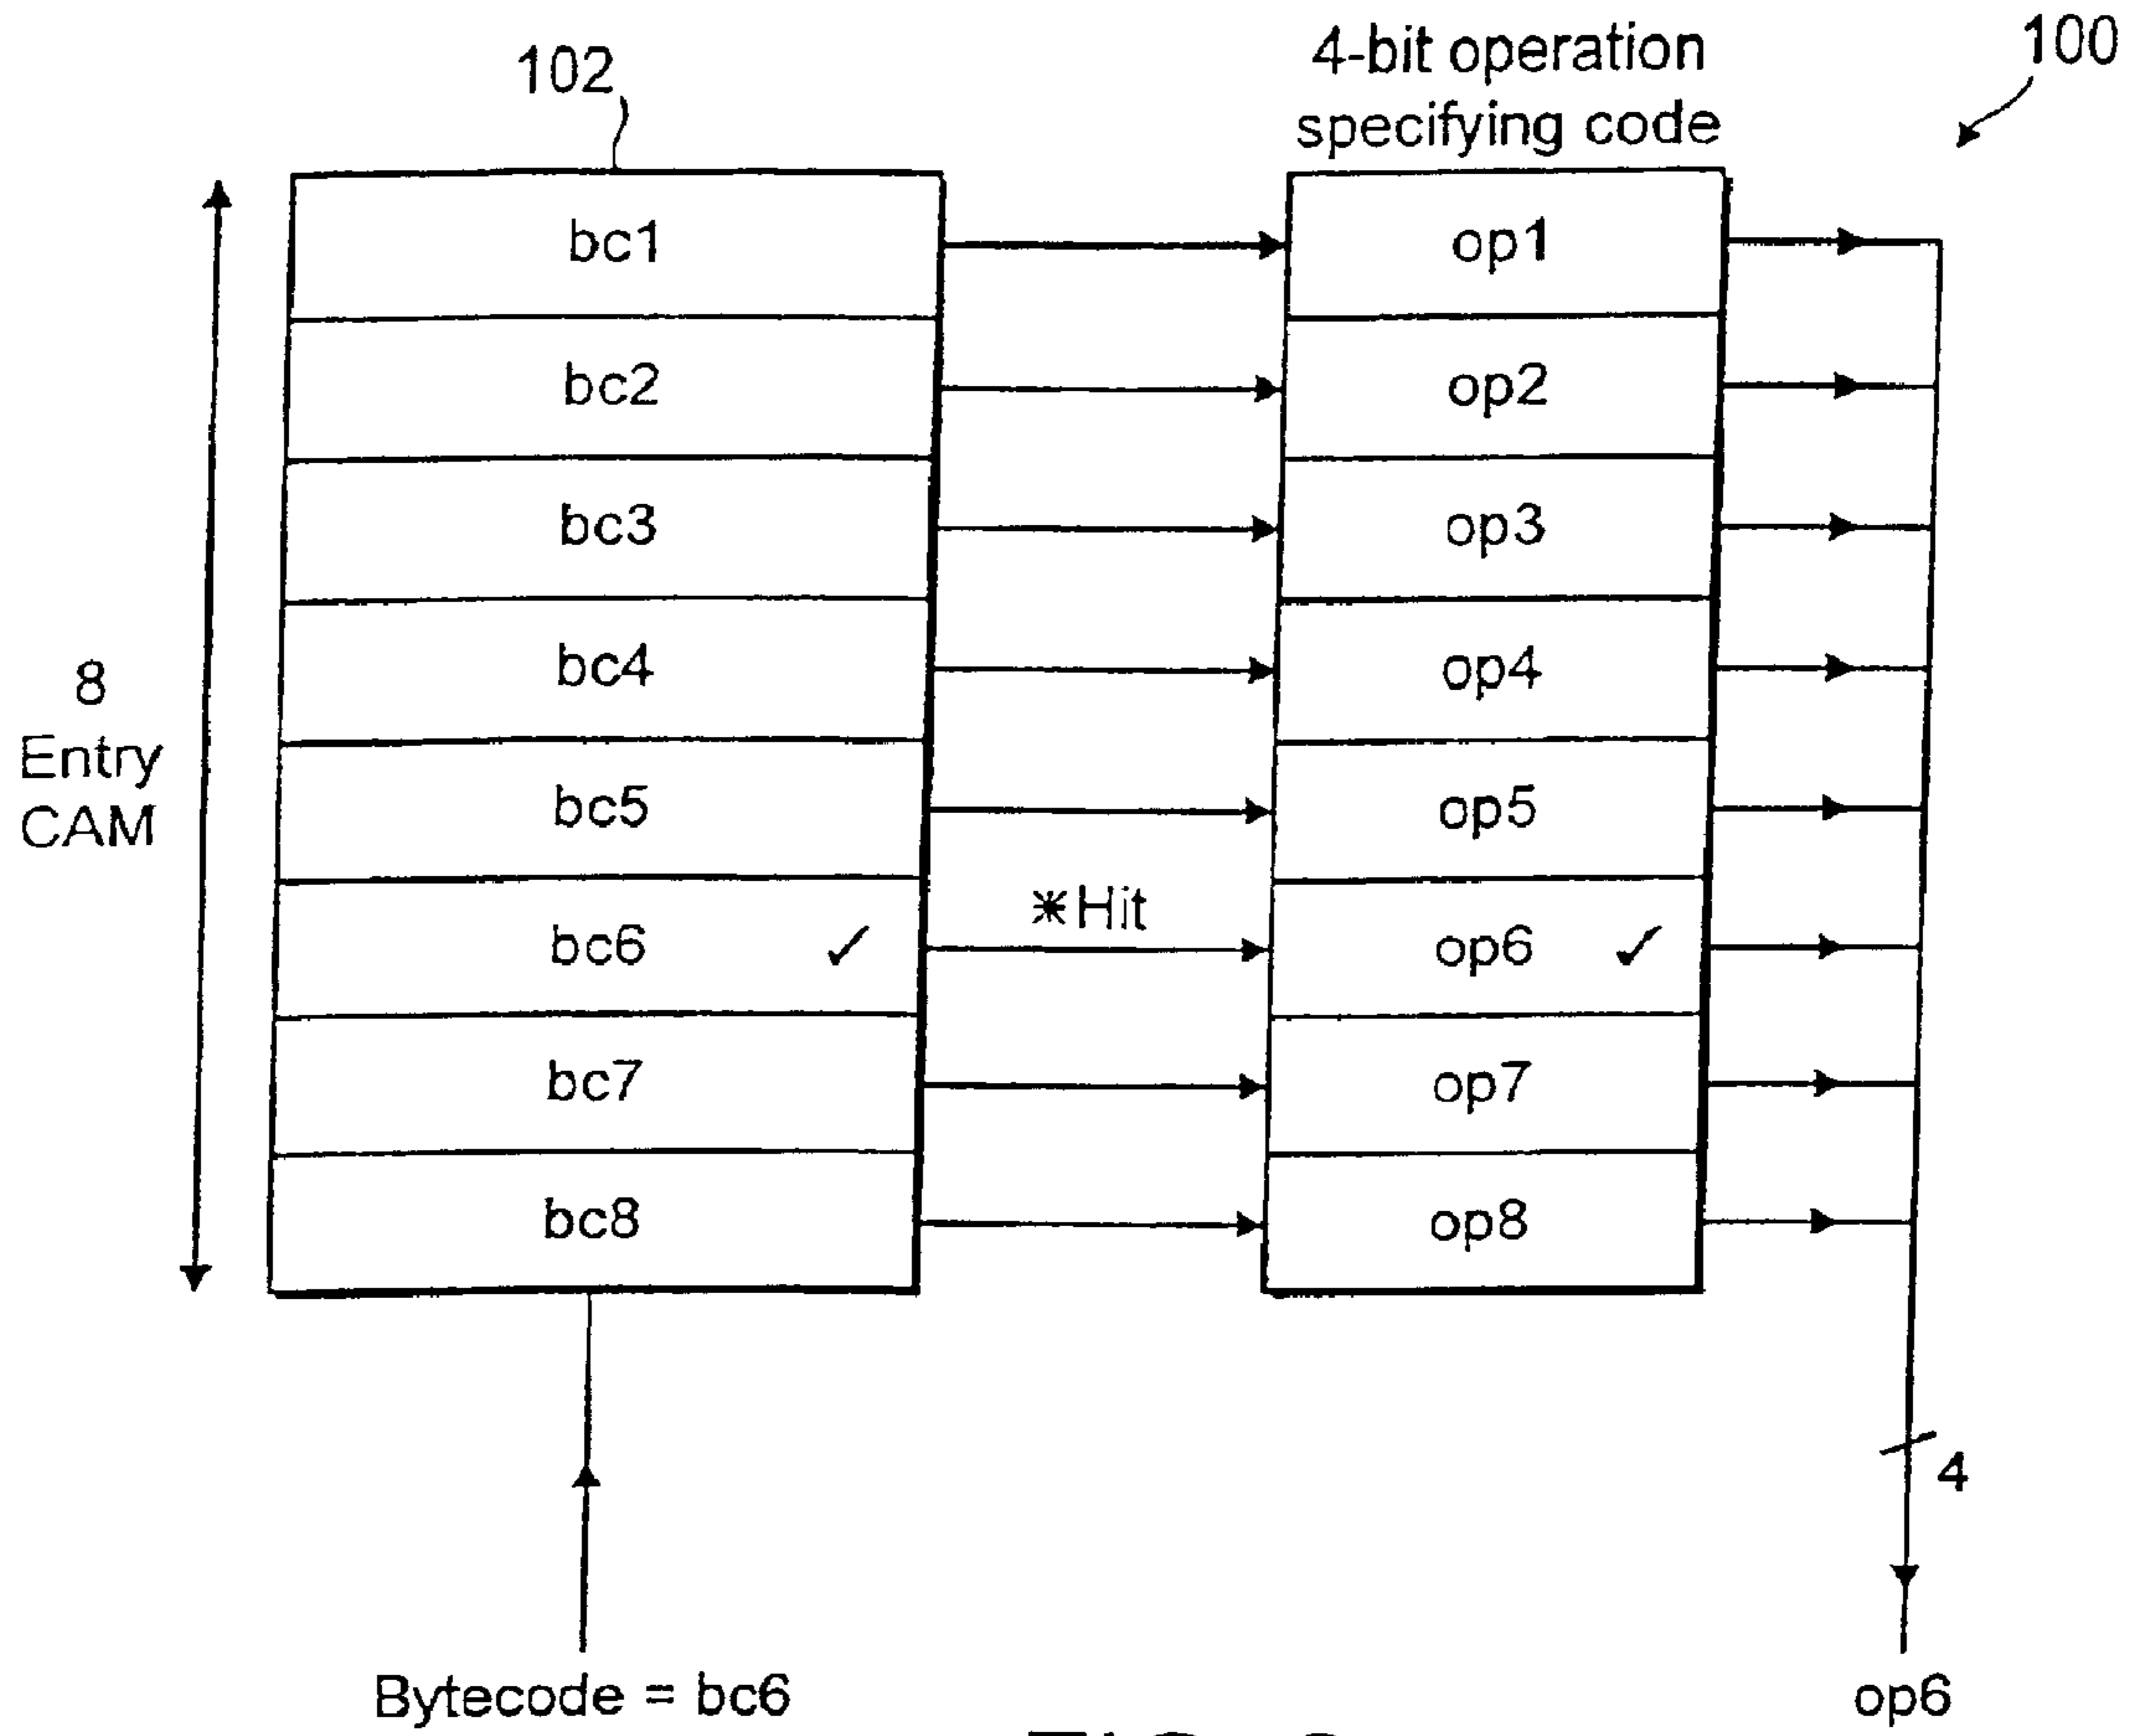 102
4-bit operation
specifying code
100
bc1
op1
bc2
op2
bc3
op3
bc4
op4
8
Entry
CAM
bc5
op5
*Hit
bc6 ✓
op6 ✓
bc7
op7
bc8
op8
4
Bytecode = bc6
op6